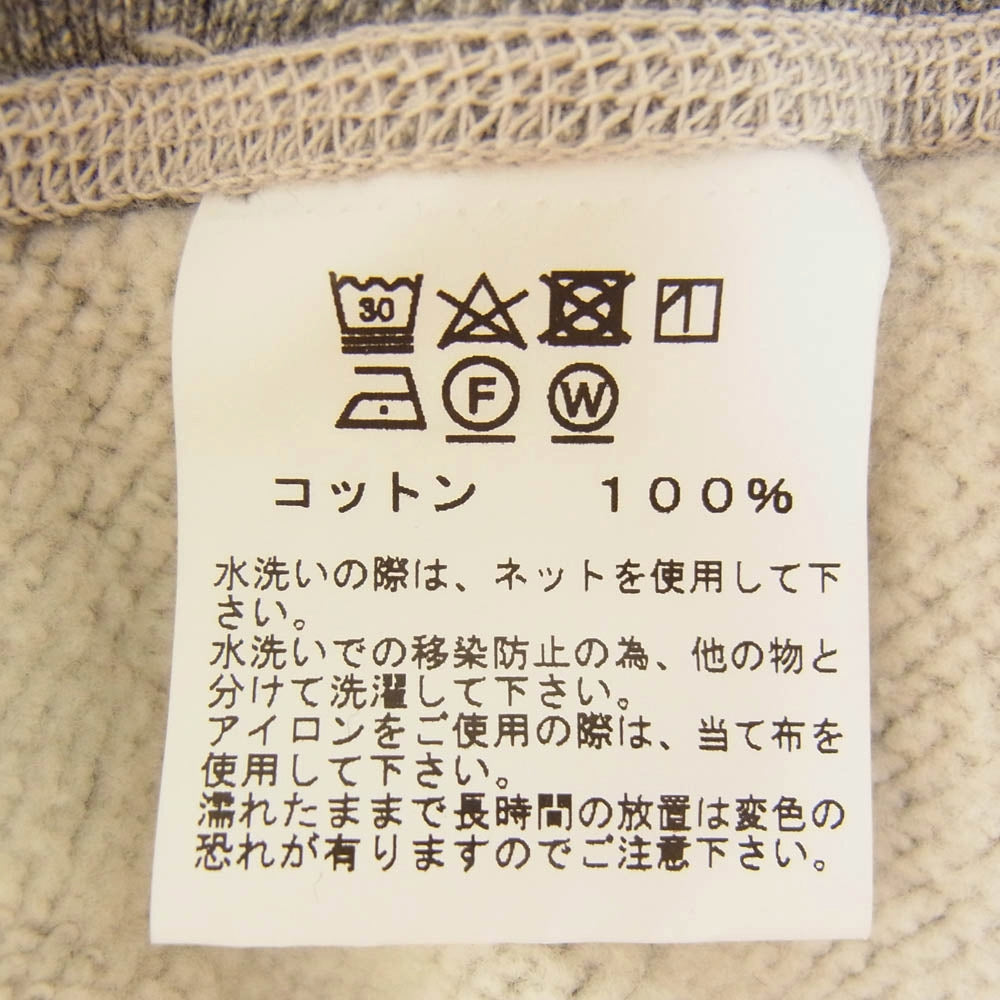 30
F W
コットン 100%
水洗いの際は、ネットを使用して下
さい。
水洗いでの移染防止の為、他の物と
分けて洗濯して下さい。
アイロンをご使用の際は、当て布を
使用して下さい。
濡れたままで長時間の放置は変色の
恐れが有りますのでご注意下さい。